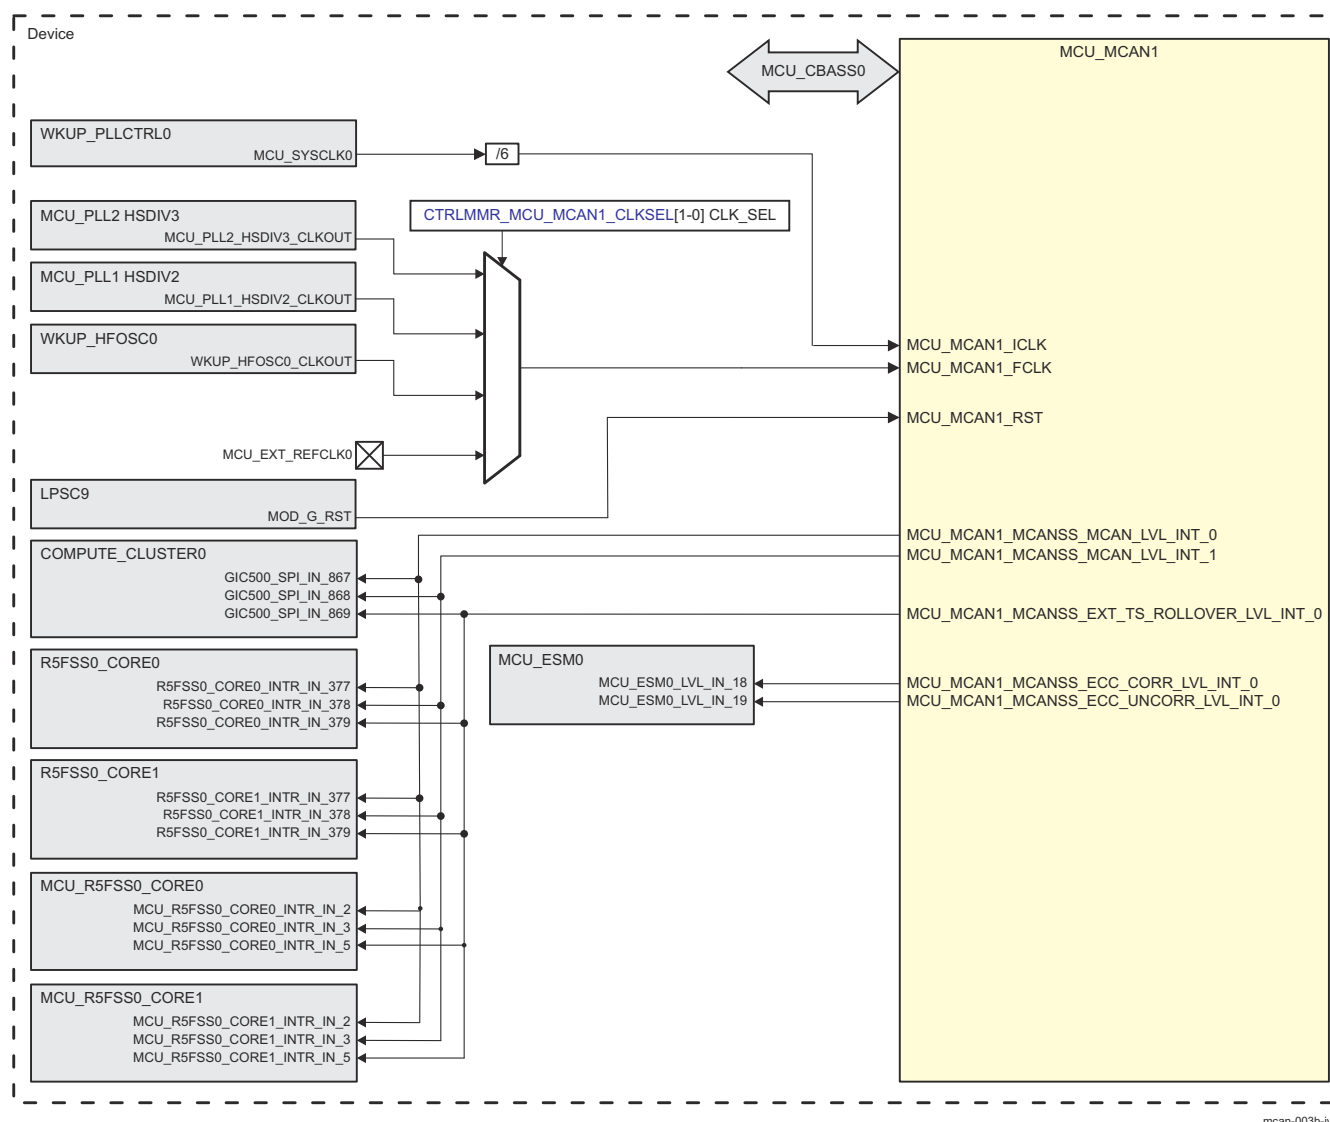 Device
MCU_CBASS0
MCU_MCAN1
WKUP_PLLCTRL0
MCU_SYSCLK0
/6
MCU_PLL2 HSDIV3
MCU_PLL2_HSDIV3_CLKOUT
CTRLMMR_MCU_MCAN1_CLKSEL[1-0] CLK_SEL
MCU_PLL1 HSDIV2
MCU_PLL1_HSDIV2_CLKOUT
WKUP_HFOSC0
WKUP_HFOSC0_CLKOUT
MCU_MCAN1_ICLK
MCU_MCAN1_FCLK
MCU_MCAN1_RST
MCU_EXT_REFCLK0
LPSC9
MOD_G_RST
MCU_MCAN1_MCANSS_MCAN_LVL_INT_0
MCU_MCAN1_MCANSS_MCAN_LVL_INT_1
COMPUTE_CLUSTER0
GIC500_SPI_IN_867
GIC500_SPI_IN_868
GIC500_SPI_IN_869
MCU_MCAN1_MCANSS_EXT_TS_ROLLOVER_LVL_INT_0
R5FSS0_CORE0
R5FSS0_CORE0_INTR_IN_377
R5FSS0_CORE0_INTR_IN_378
R5FSS0_CORE0_INTR_IN_379
MCU_ESM0
MCU_ESM0_LVL_IN_18
MCU_ESM0_LVL_IN_19
MCU_MCAN1_MCANSS_ECC_CORR_LVL_INT_0
MCU_MCAN1_MCANSS_ECC_UNCORR_LVL_INT_0
R5FSS0_CORE1
R5FSS0_CORE1_INTR_IN_377
R5FSS0_CORE1_INTR_IN_378
R5FSS0_CORE1_INTR_IN_379
MCU_R5FSS0_CORE0
MCU_R5FSS0_CORE0_INTR_IN_2
MCU_R5FSS0_CORE0_INTR_IN_3
MCU_R5FSS0_CORE0_INTR_IN_5
MCU_R5FSS0_CORE1
MCU_R5FSS0_CORE1_INTR_IN_2
MCU_R5FSS0_CORE1_INTR_IN_3
MCU_R5FSS0_CORE1_INTR_IN_5